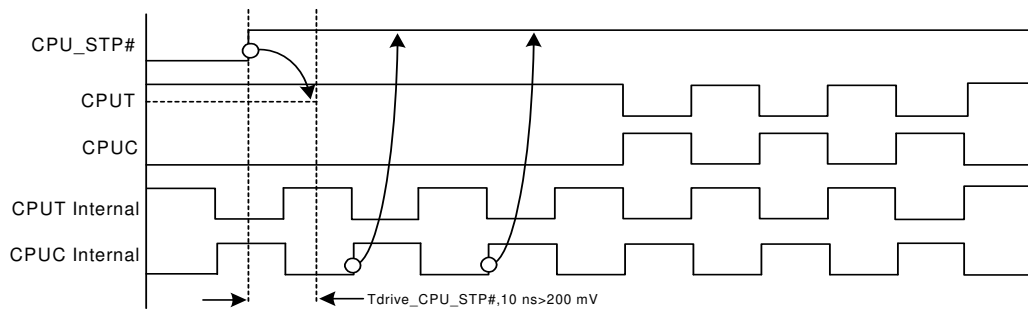 CPU_STP#
CPUT
CPUC
CPUT Internal
CPUC Internal
Tdrive_CPU_STP#,10 ns>200 mV